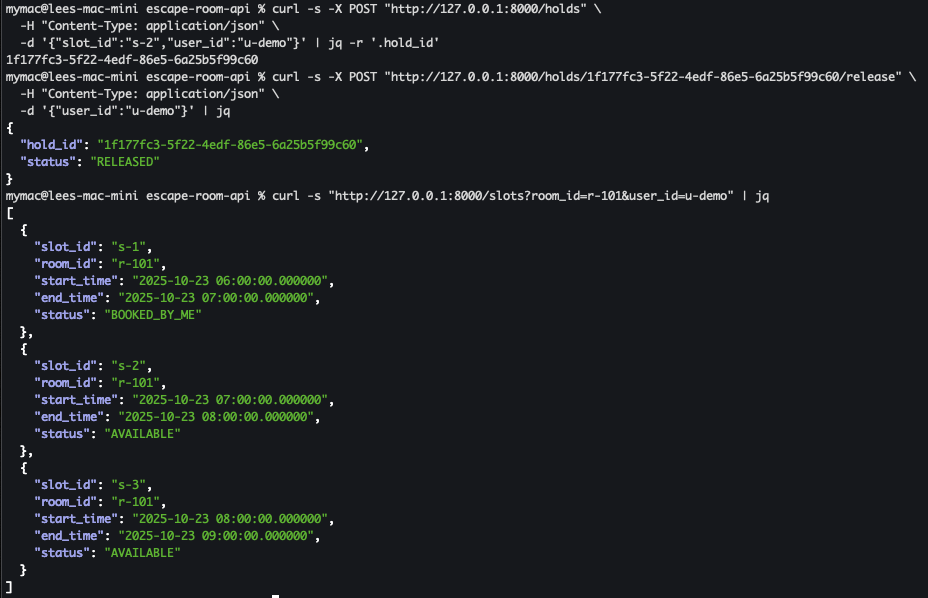 mymac@lees-mac-mini escape-room-api % curl -s -X POST "http://127.0.0.1:8000/holds" \
  -H "Content-Type: application/json" \
  -d '{"slot_id":"s-2","user_id":"u-demo"}' | jq -r '.hold_id'
1f177fc3-5f22-4edf-86e5-6a25b5f99c60
mymac@lees-mac-mini escape-room-api % curl -s -X POST "http://127.0.0.1:8000/holds/1f177fc3-5f22-4edf-86e5-6a25b5f99c60/release" \
  -H "Content-Type: application/json" \
  -d '{"user_id":"u-demo"}' | jq
{
  "hold_id": "1f177fc3-5f22-4edf-86e5-6a25b5f99c60",
  "status": "RELEASED"
}
mymac@lees-mac-mini escape-room-api % curl -s "http://127.0.0.1:8000/slots?room_id=r-101&user_id=u-demo" | jq
[
  {
    "slot_id": "s-1",
    "room_id": "r-101",
    "start_time": "2025-10-23 06:00:00.000000",
    "end_time": "2025-10-23 07:00:00.000000",
    "status": "BOOKED_BY_ME"
  },
  {
    "slot_id": "s-2",
    "room_id": "r-101",
    "start_time": "2025-10-23 07:00:00.000000",
    "end_time": "2025-10-23 08:00:00.000000",
    "status": "AVAILABLE"
  },
  {
    "slot_id": "s-3",
    "room_id": "r-101",
    "start_time": "2025-10-23 08:00:00.000000",
    "end_time": "2025-10-23 09:00:00.000000",
    "status": "AVAILABLE"
  }
]